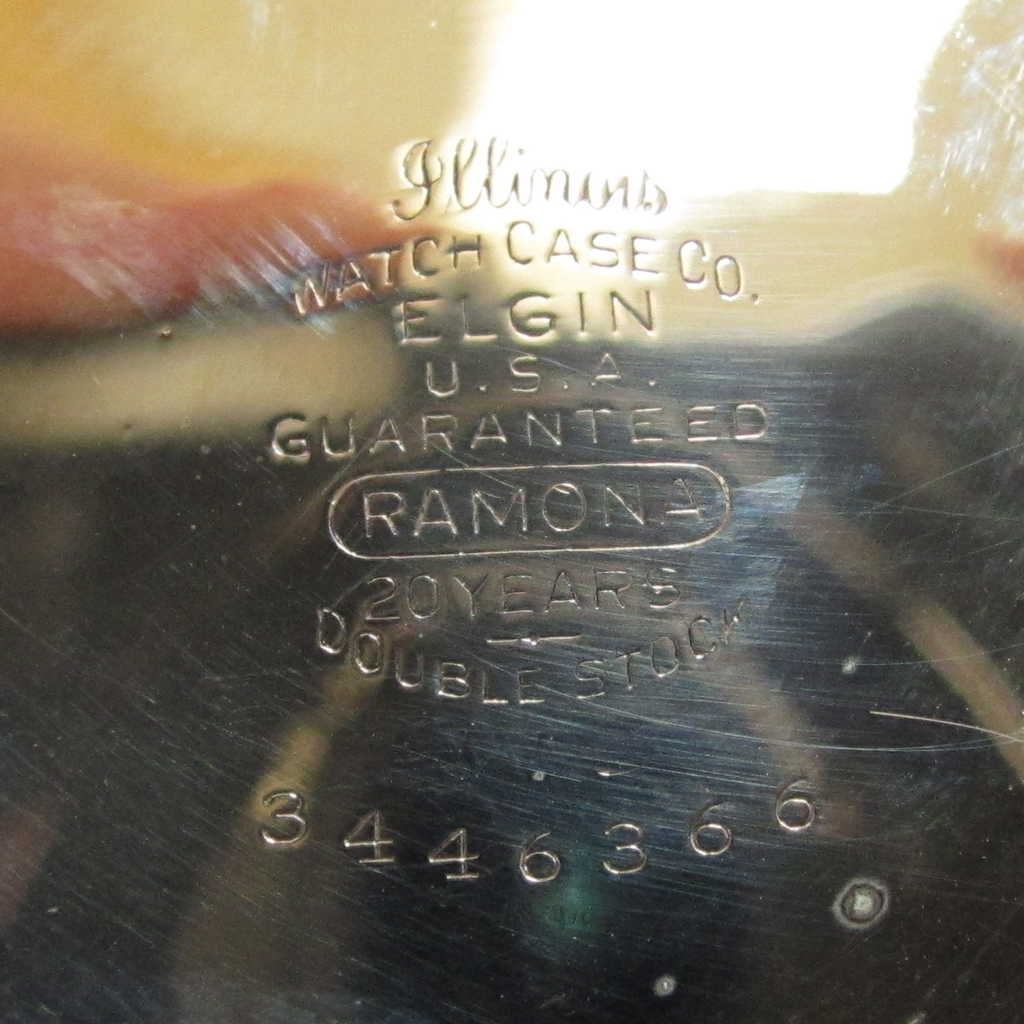 Illinois
WATCH CASE CO.
ELGIN
U.S.A.
GUARANTEED
RAMONA
20 YEARS
DOUBLE STOCK
3446366